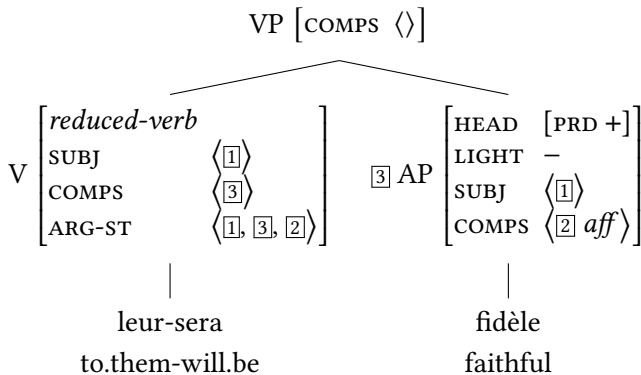 VP [COMPS ⟨⟩]
V [reduced-verb
SUBJ ⟨1⟩
COMPS ⟨3⟩
ARG-ST ⟨1, 3, 2⟩]
3 AP [HEAD [PRD +]
LIGHT –
SUBJ ⟨1⟩
COMPS ⟨2 aff⟩]
leur-sera
to.them-will.be
fidèle
faithful